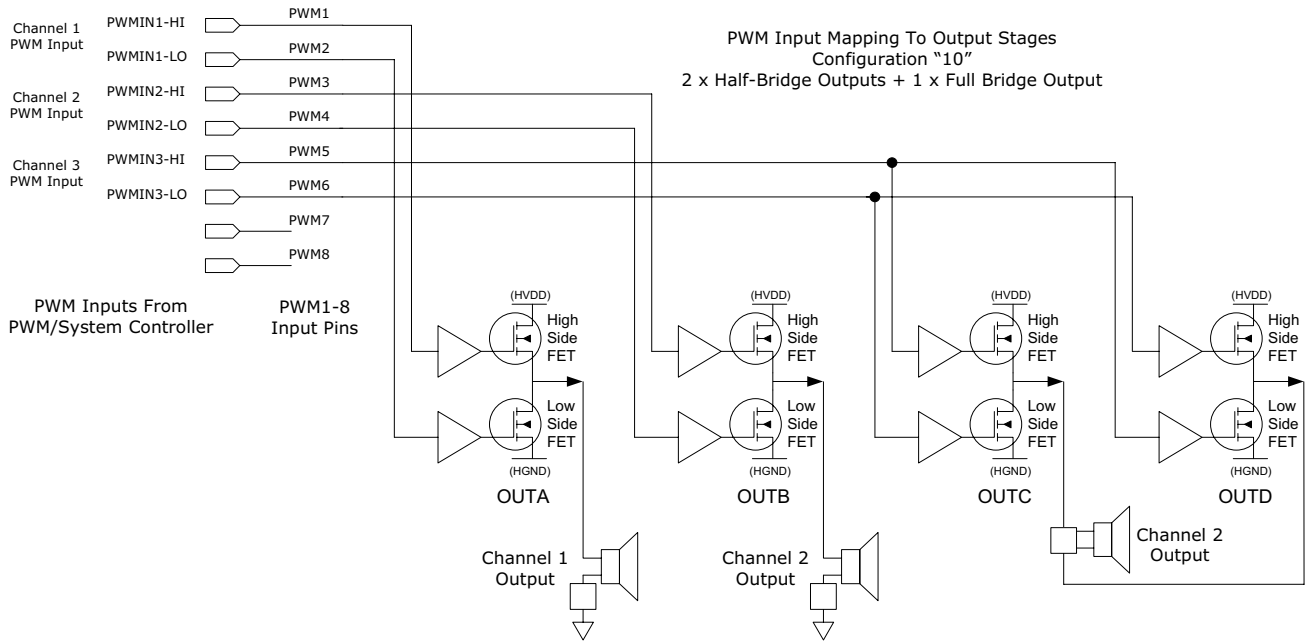 PWM Input Mapping To Output Stages
Configuration “10”
2 x Half-Bridge Outputs + 1 x Full Bridge Output
Channel 1
PWM Input
PWMIN1-HI
PWM1
PWMIN1-LO
PWM2
Channel 2
PWM Input
PWMIN2-HI
PWM3
PWMIN2-LO
PWM4
Channel 3
PWM Input
PWMIN3-HI
PWM5
PWMIN3-LO
PWM6
PWM7
PWM8
PWM Inputs From
PWM/System Controller
PWM1-8
Input Pins
(HVDD)
High
Side
FET
Low
Side
FET
(HGND)
OUTA
(HVDD)
High
Side
FET
Low
Side
FET
(HGND)
OUTB
(HVDD)
High
Side
FET
Low
Side
FET
(HGND)
OUTC
(HVDD)
High
Side
FET
Low
Side
FET
(HGND)
OUTD
Channel 1
Output
Channel 2
Output
Channel 2
Output